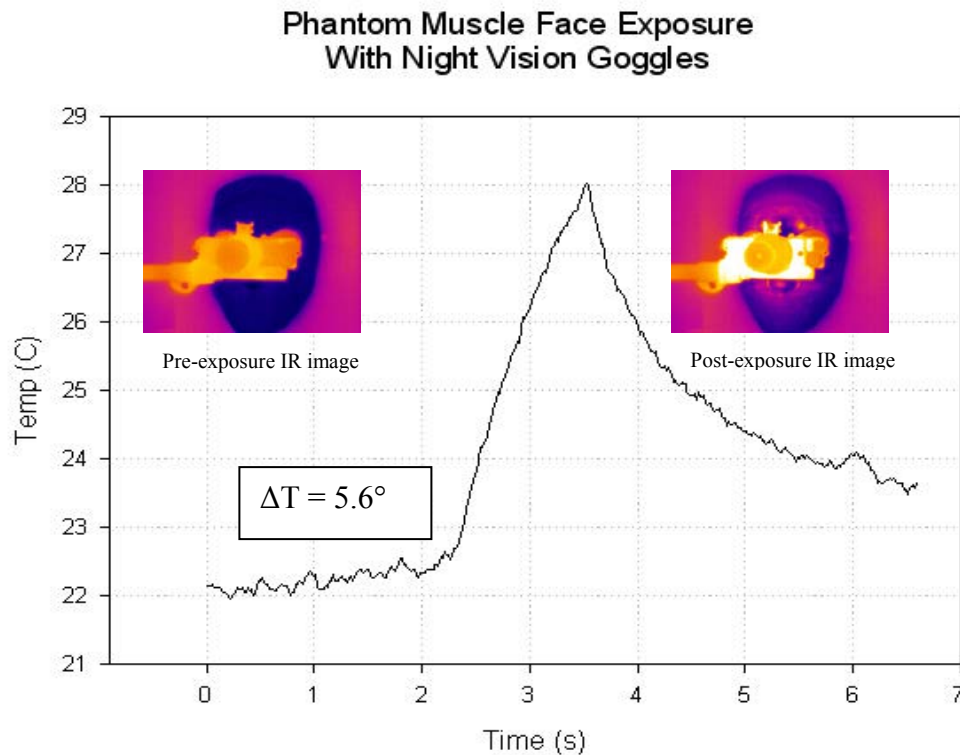 Phantom Muscle Face Exposure
With Night Vision Goggles
29
28
27
26
25
24
23
22
21
Temp (C)
Pre-exposure IR image
Post-exposure IR image
ΔT = 5.6°
0 1 2 3 4 5 6 7
Time (s)